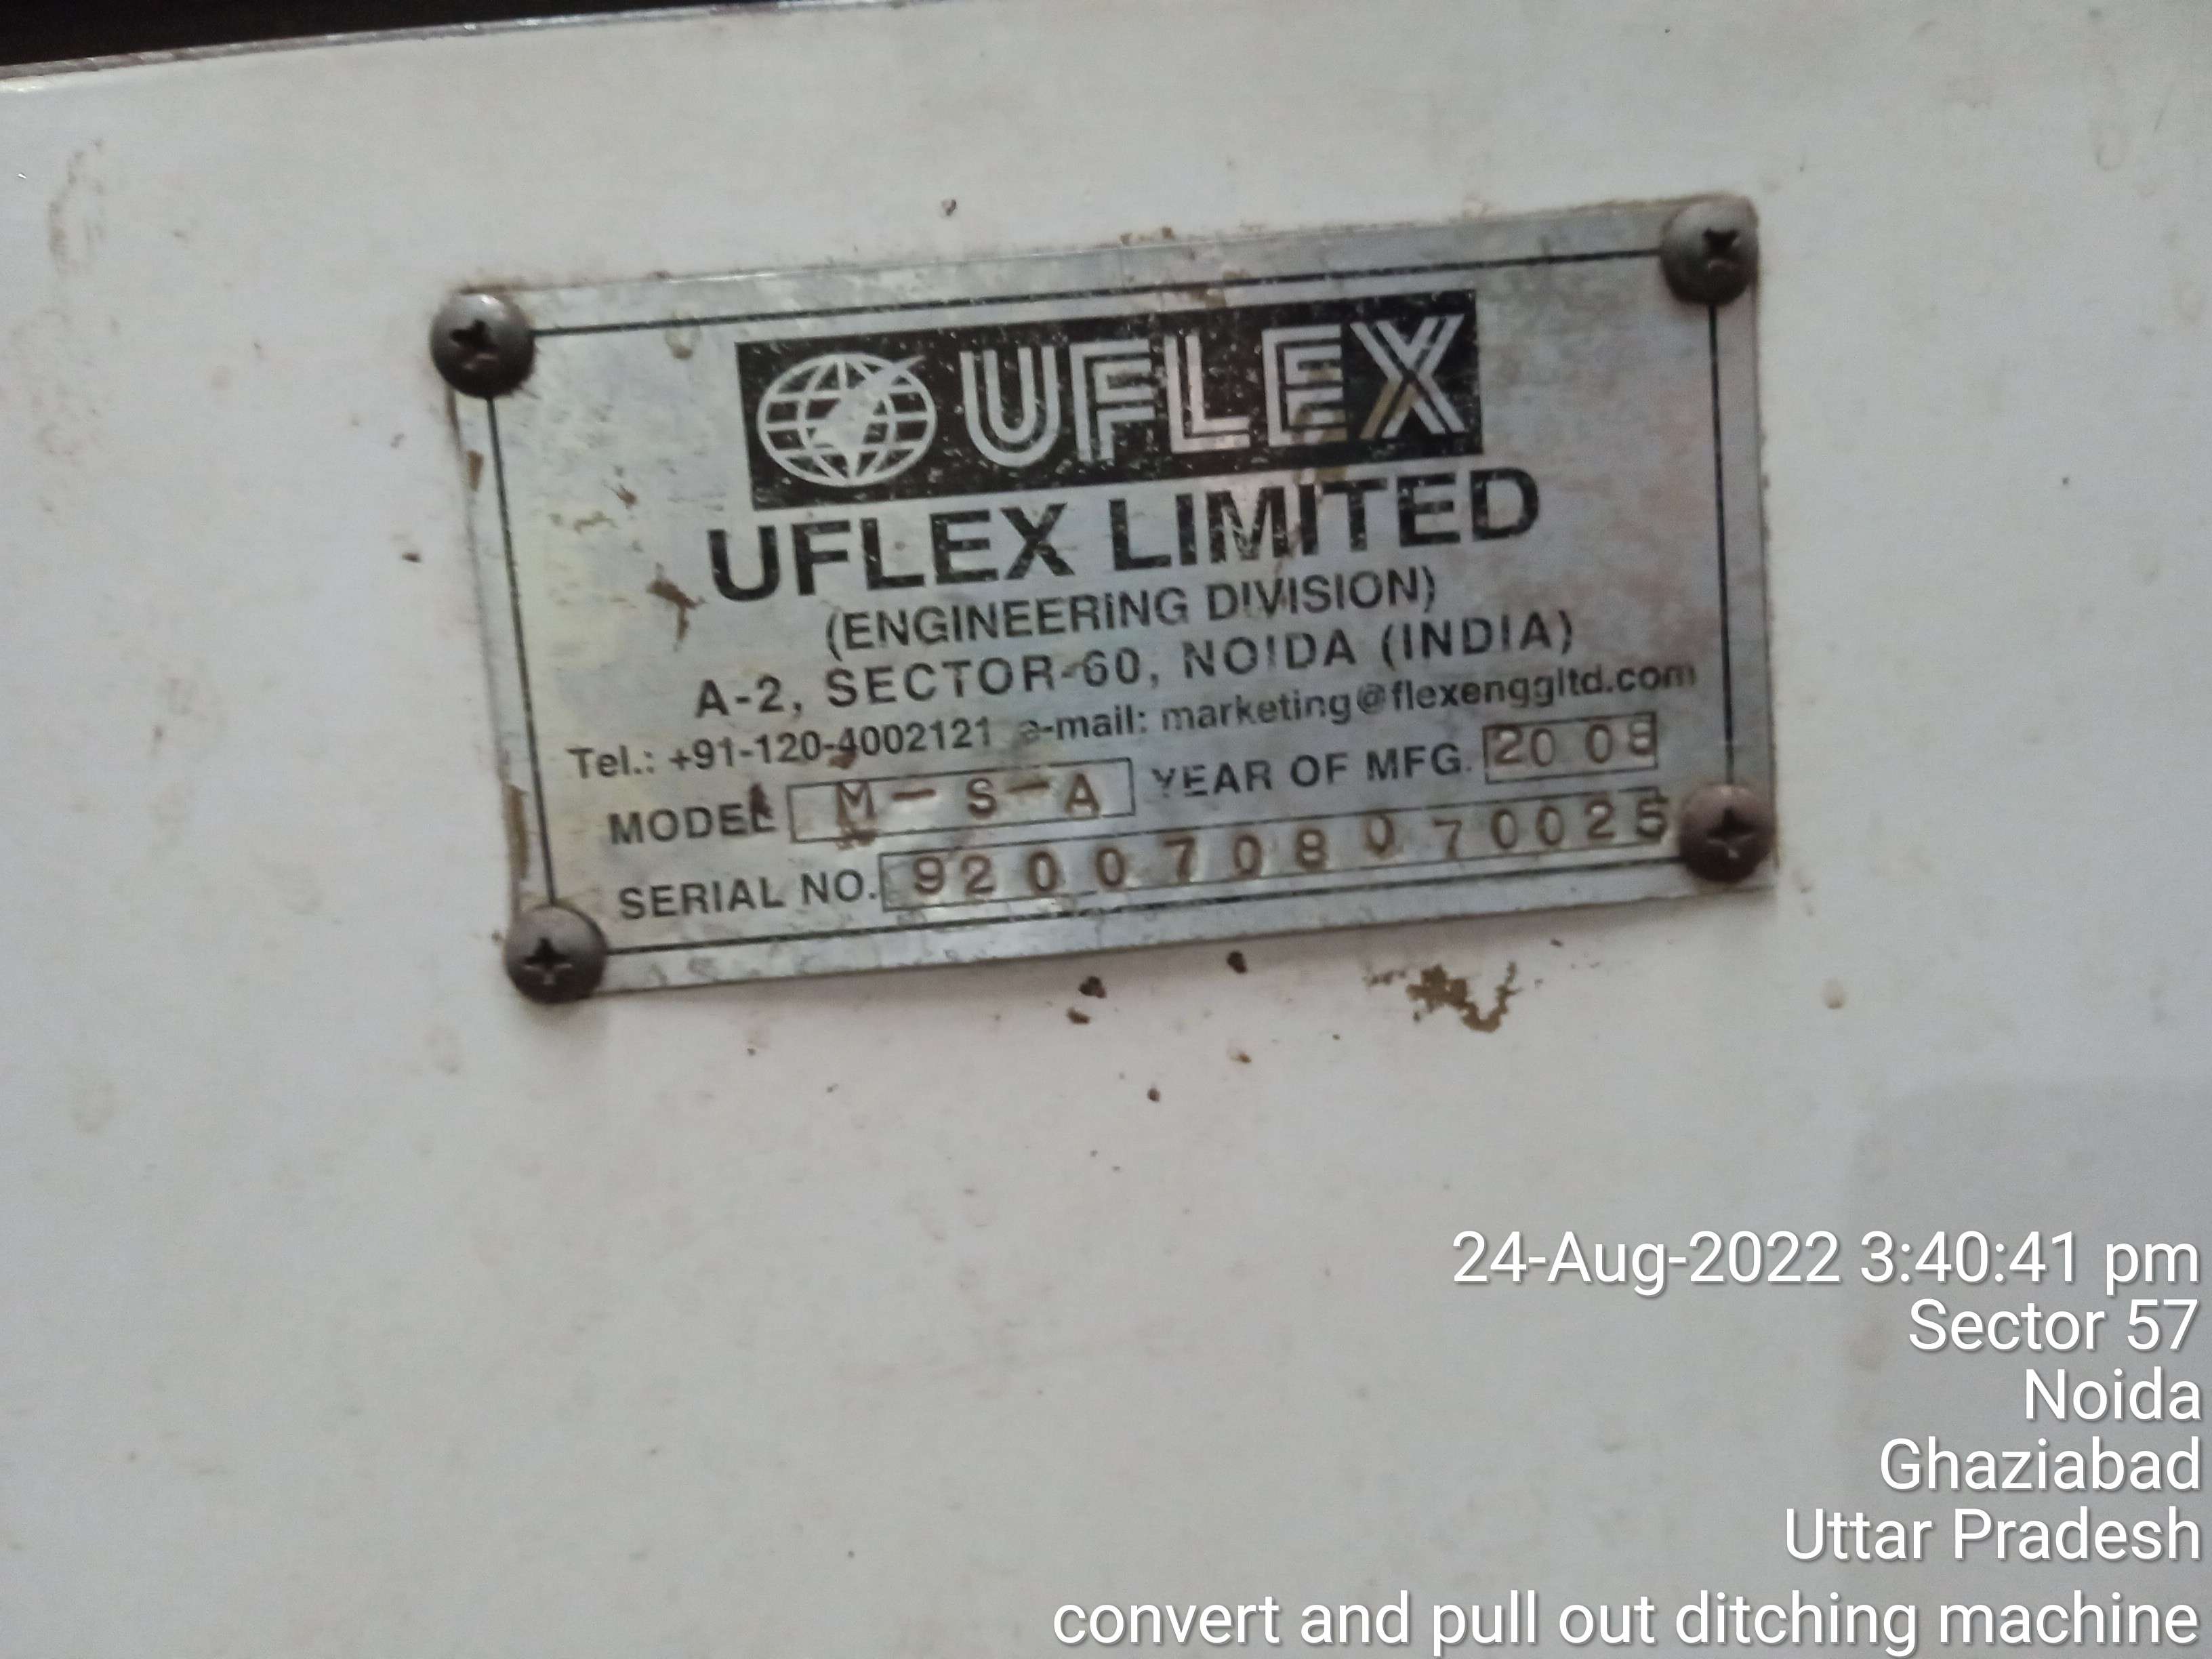 UFLEX
UFLEX LIMITED
(ENGINEERING DIVISION)
A-2, SECTOR-60, NOIDA (INDIA)
Tel.: +91-120-4002121 e-mail: marketing@flexenggltd.com
MODEL M-S-A YEAR OF MFG. 2008
SERIAL NO. 9200708070025
24-Aug-2022 3:40:41 pm
Sector 57
Noida
Ghaziabad
Uttar Pradesh
convert and pull out ditching machine